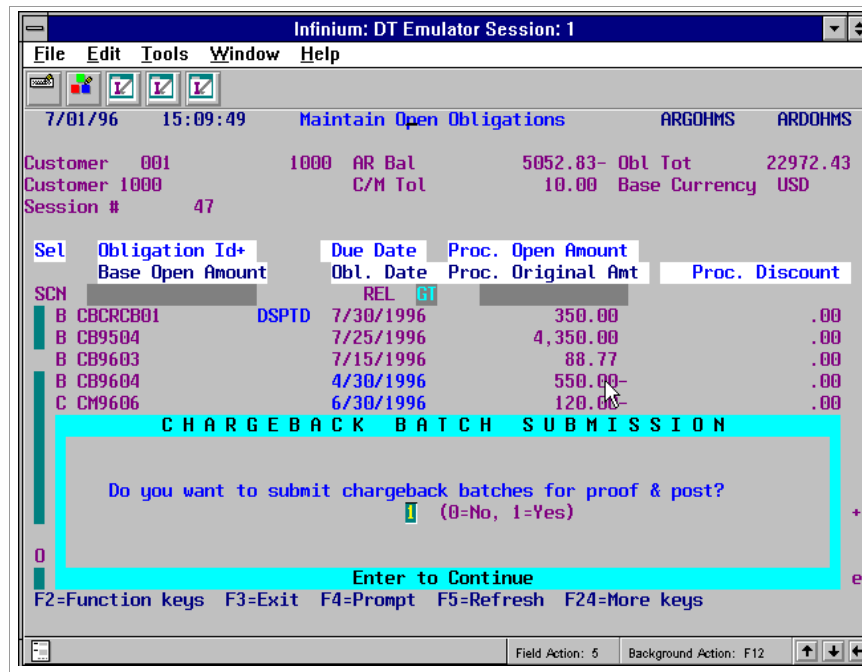 Infinium: DT Emulator Session: 1
File Edit Tools Window Help
7/01/96 15:09:49 Maintain Open Obligations ARGOHMS ARDOHMS
Customer 001 1000 AR Bal 5052.83- Obl Tot 22972.43
Customer 1000 C/M Tol 10.00 Base Currency USD
Session # 47
Sel Obligation Id+ Due Date Proc. Open Amount
Base Open Amount Obl. Date Proc. Original Amt Proc. Discount
SCN REL GT
B CBCRCB01 DSPTD 7/30/1996 350.00 .00
B CB9504 7/25/1996 4,350.00 .00
B CB9603 7/15/1996 88.77 .00
B CB9604 4/30/1996 550.00- .00
C CM9606 6/30/1996 120.00- .00
CHARGEBACK BATCH SUBMISSION
Do you want to submit chargeback batches for proof & post?
1 (0=No, 1=Yes)
+
O
Enter to Continue
e
F2=Function keys F3=Exit F4=Prompt F5=Refresh F24=More keys
Field Action: 5 Background Action: F12